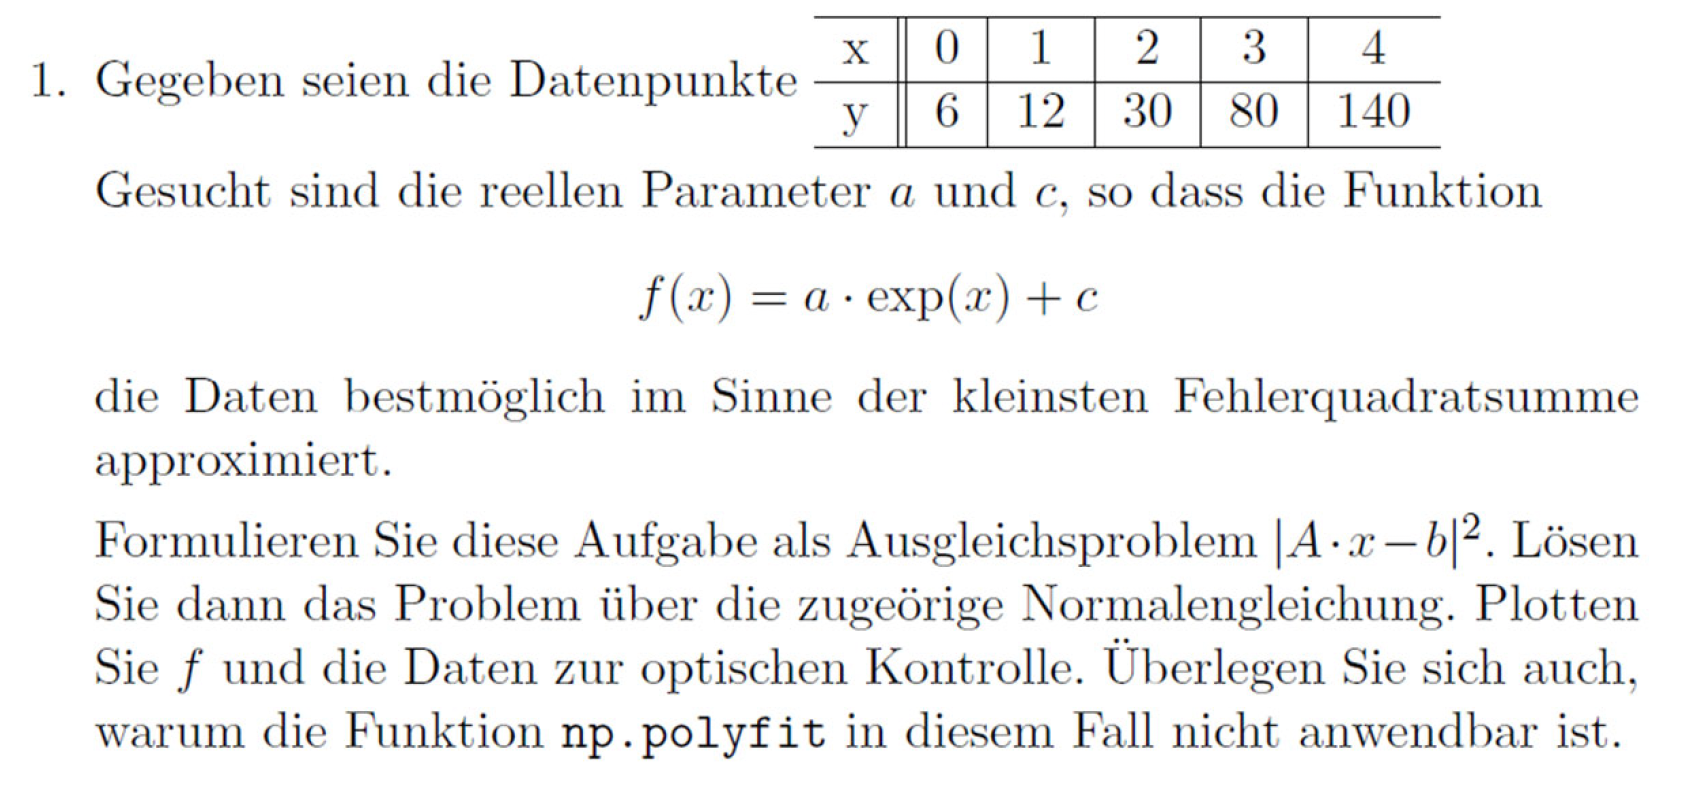 1. Gegeben seien die Datenpunkte
x 0 1 2 3 4
y 6 12 30 80 140
Gesucht sind die reellen Parameter a und c, so dass die Funktion
f(x) = a · exp(x) + c
die Daten bestmöglich im Sinne der kleinsten Fehlerquadratsumme
approximiert.
Formulieren Sie diese Aufgabe als Ausgleichsproblem |A · x − b|². Lösen
Sie dann das Problem über die zugeörige Normalengleichung. Plotten
Sie f und die Daten zur optischen Kontrolle. Überlegen Sie sich auch,
warum die Funktion np.polyfit in diesem Fall nicht anwendbar ist.